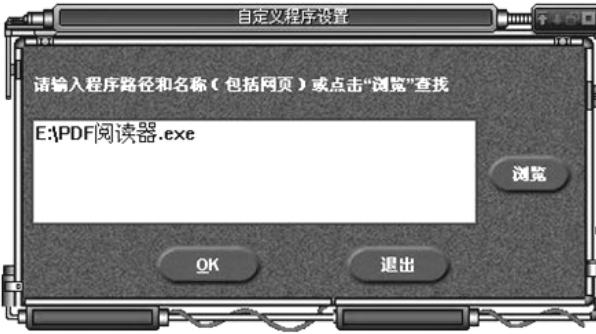 自定义程序设置
请输入程序路径和名称（包括网页）或点击“浏览”查找
E:\PDF阅读器.exe
浏览
OK
退出